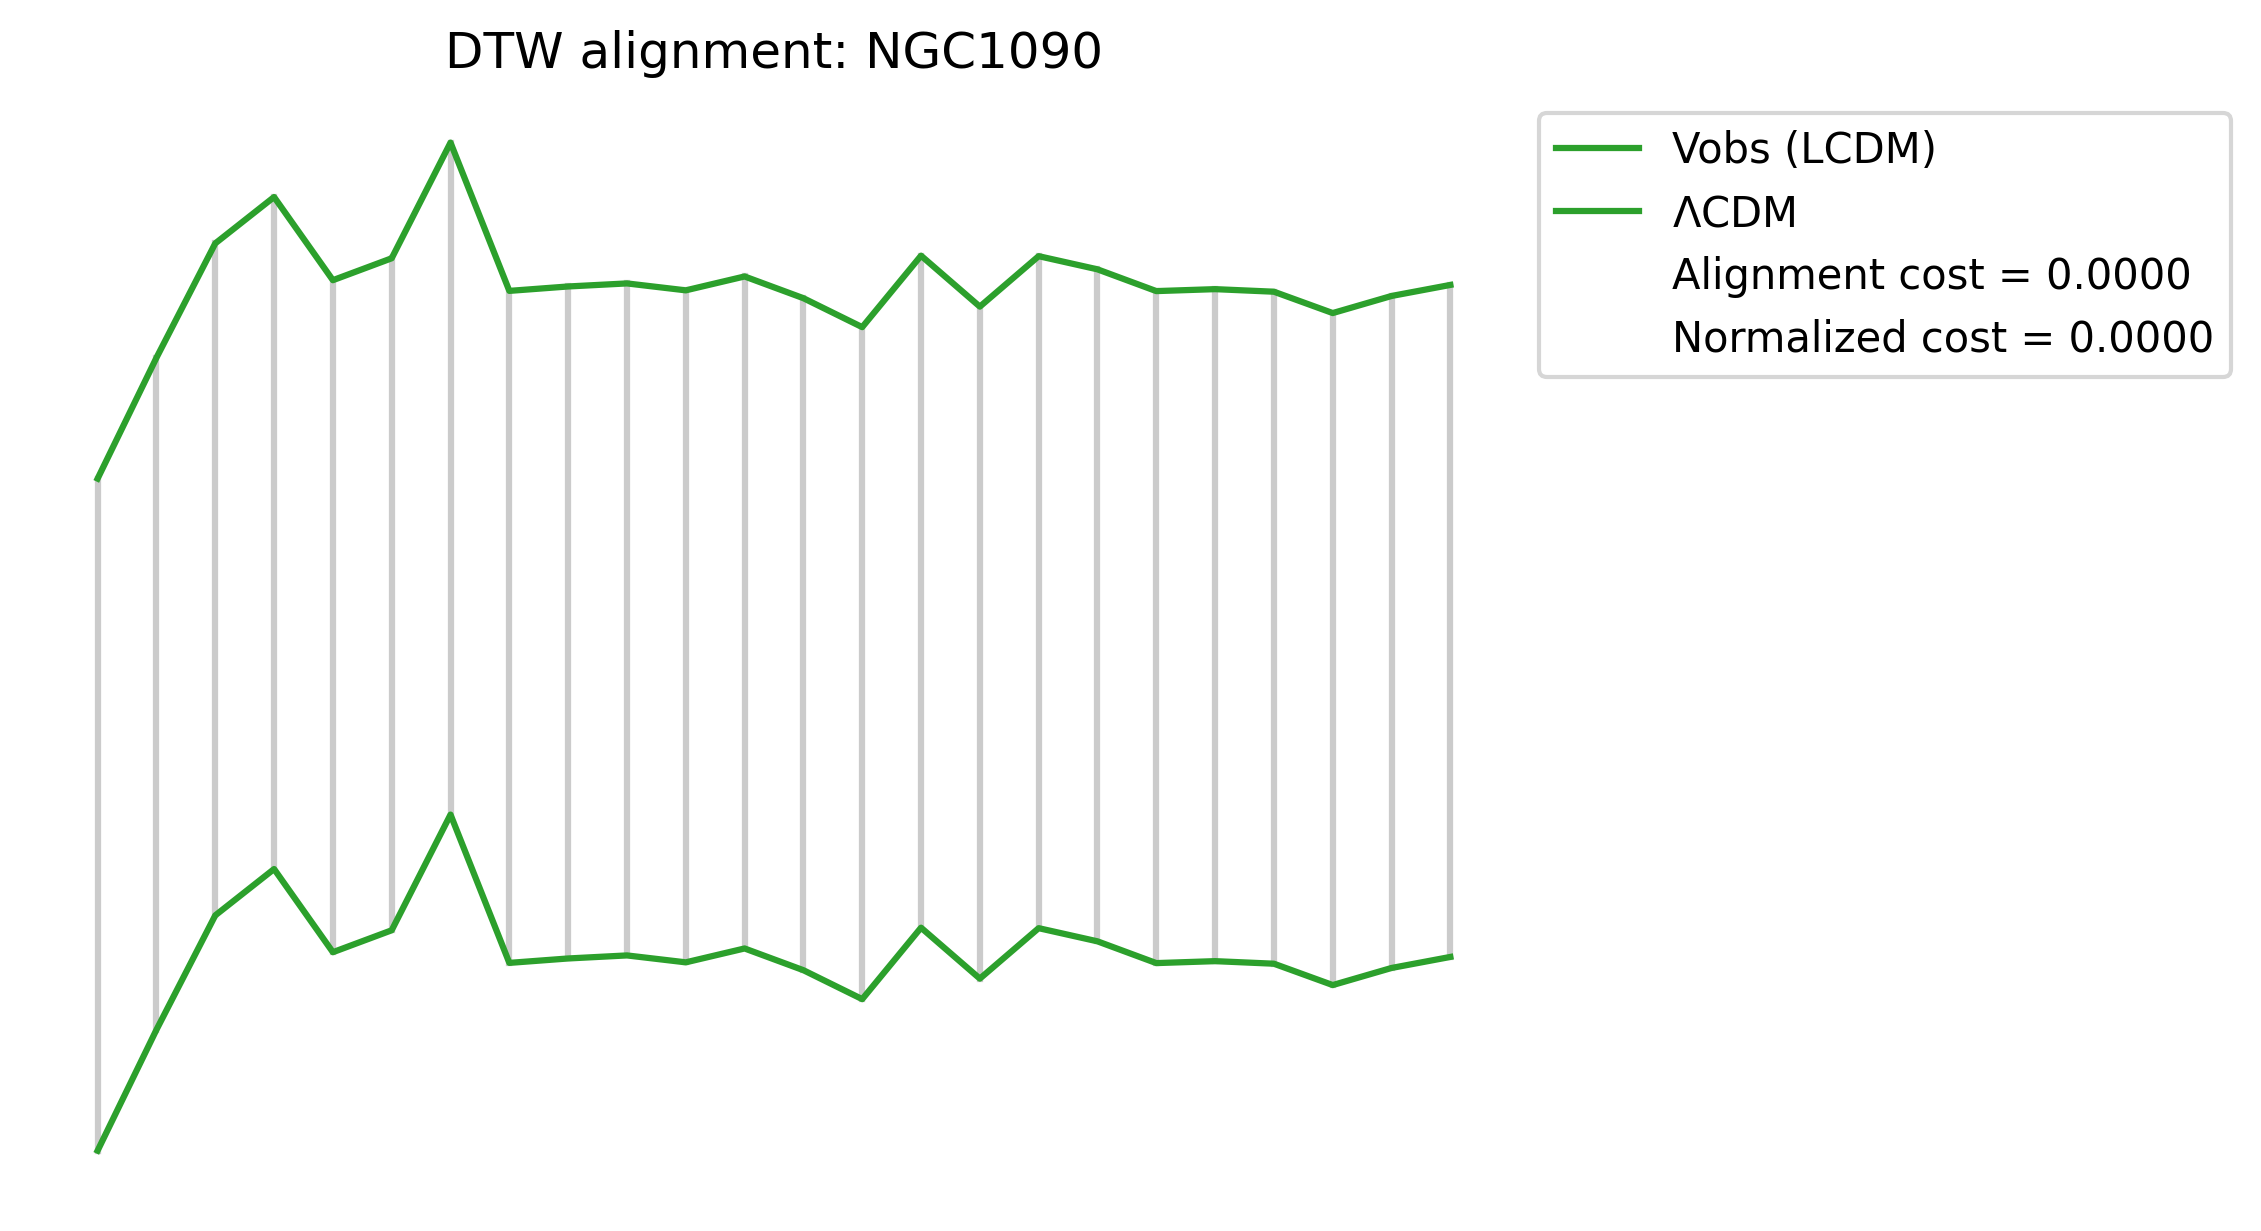 DTW alignment: NGC1090
Vobs (LCDM)
ΛCDM
Alignment cost = 0.0000
Normalized cost = 0.0000